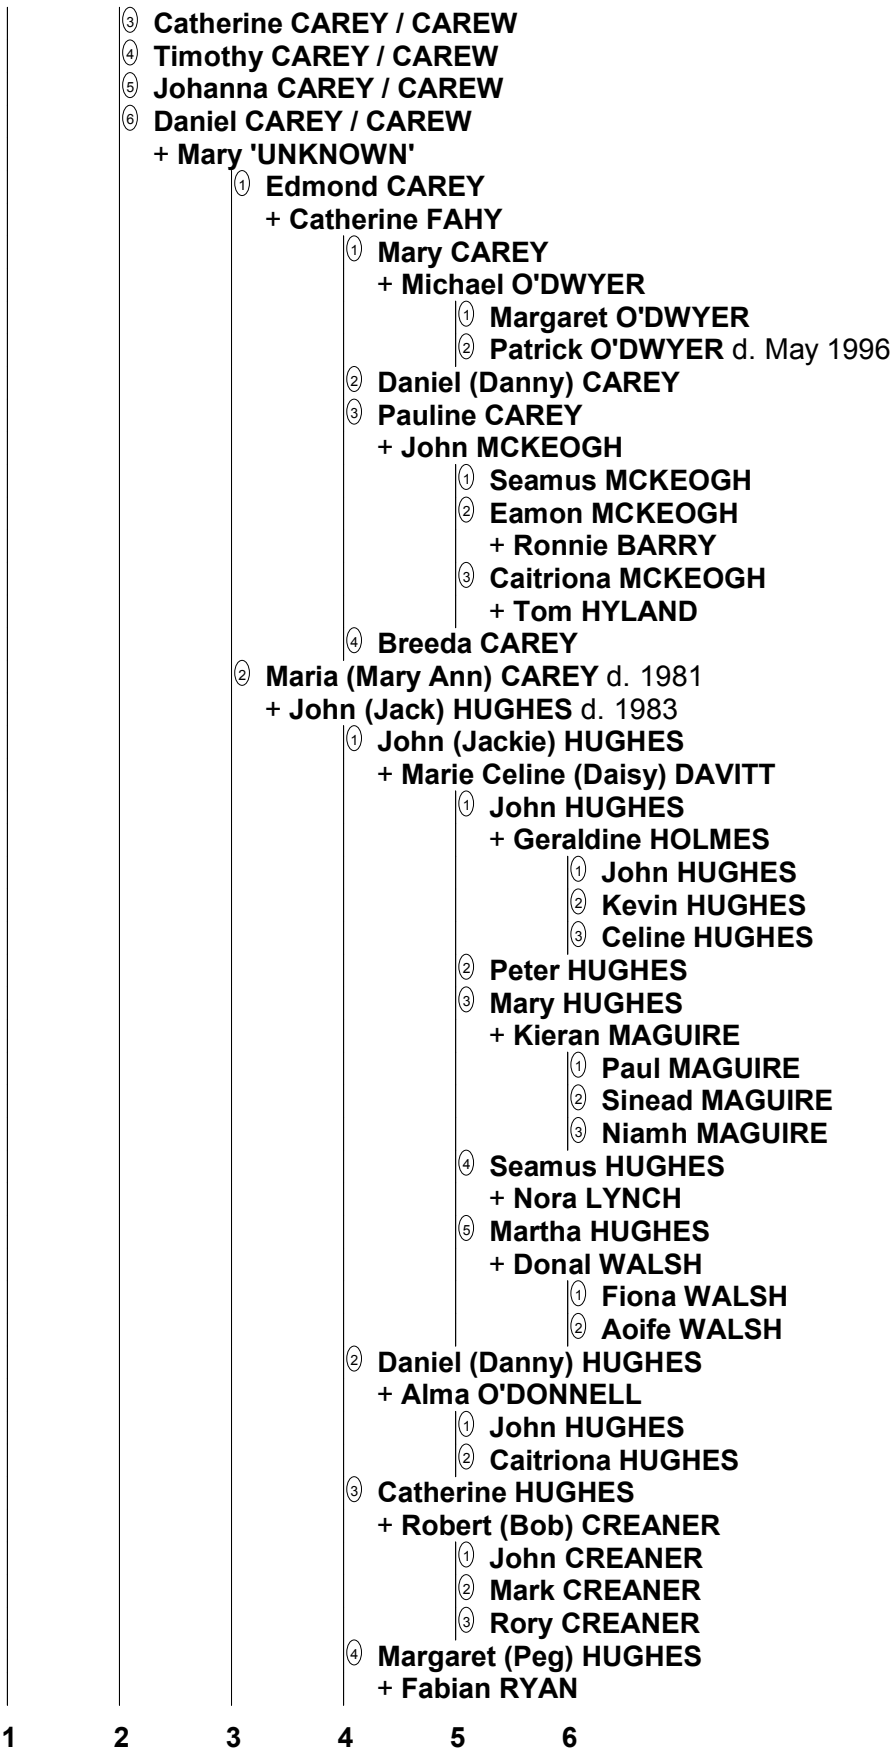 ③ Catherine CAREY / CAREW
④ Timothy CAREY / CAREW
⑤ Johanna CAREY / CAREW
⑥ Daniel CAREY / CAREW
+ Mary 'UNKNOWN'
① Edmond CAREY
+ Catherine FAHY
① Mary CAREY
+ Michael O'DWYER
① Margaret O'DWYER
② Patrick O'DWYER d. May 1996
② Daniel (Danny) CAREY
③ Pauline CAREY
+ John MCKEOGH
① Seamus MCKEOGH
② Eamon MCKEOGH
+ Ronnie BARRY
③ Caitriona MCKEOGH
+ Tom HYLAND
④ Breeda CAREY
② Maria (Mary Ann) CAREY d. 1981
+ John (Jack) HUGHES d. 1983
① John (Jackie) HUGHES
+ Marie Celine (Daisy) DAVITT
① John HUGHES
+ Geraldine HOLMES
① John HUGHES
② Kevin HUGHES
③ Celine HUGHES
② Peter HUGHES
③ Mary HUGHES
+ Kieran MAGUIRE
① Paul MAGUIRE
② Sinead MAGUIRE
③ Niamh MAGUIRE
④ Seamus HUGHES
+ Nora LYNCH
⑤ Martha HUGHES
+ Donal WALSH
① Fiona WALSH
② Aoife WALSH
② Daniel (Danny) HUGHES
+ Alma O'DONNELL
① John HUGHES
② Caitriona HUGHES
③ Catherine HUGHES
+ Robert (Bob) CREANER
① John CREANER
② Mark CREANER
③ Rory CREANER
④ Margaret (Peg) HUGHES
+ Fabian RYAN
1 2 3 4 5 6